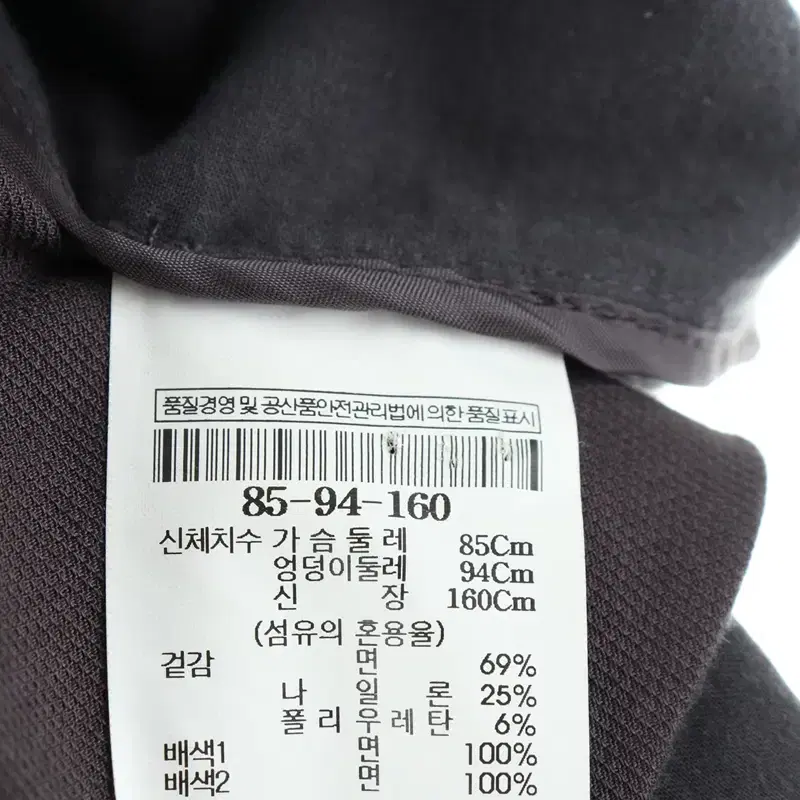 품질경영 및 공산품안전관리법에 의한 품질표시
85-94-160
신체치수 가 슴 둘 레 85Cm
엉덩이둘레 94Cm
신 장 160Cm
(섬유의 혼용율)
겉감 면 69%
나 일 론 25%
폴 리 우 레 탄 6%
배색1 면 100%
배색2 면 100%